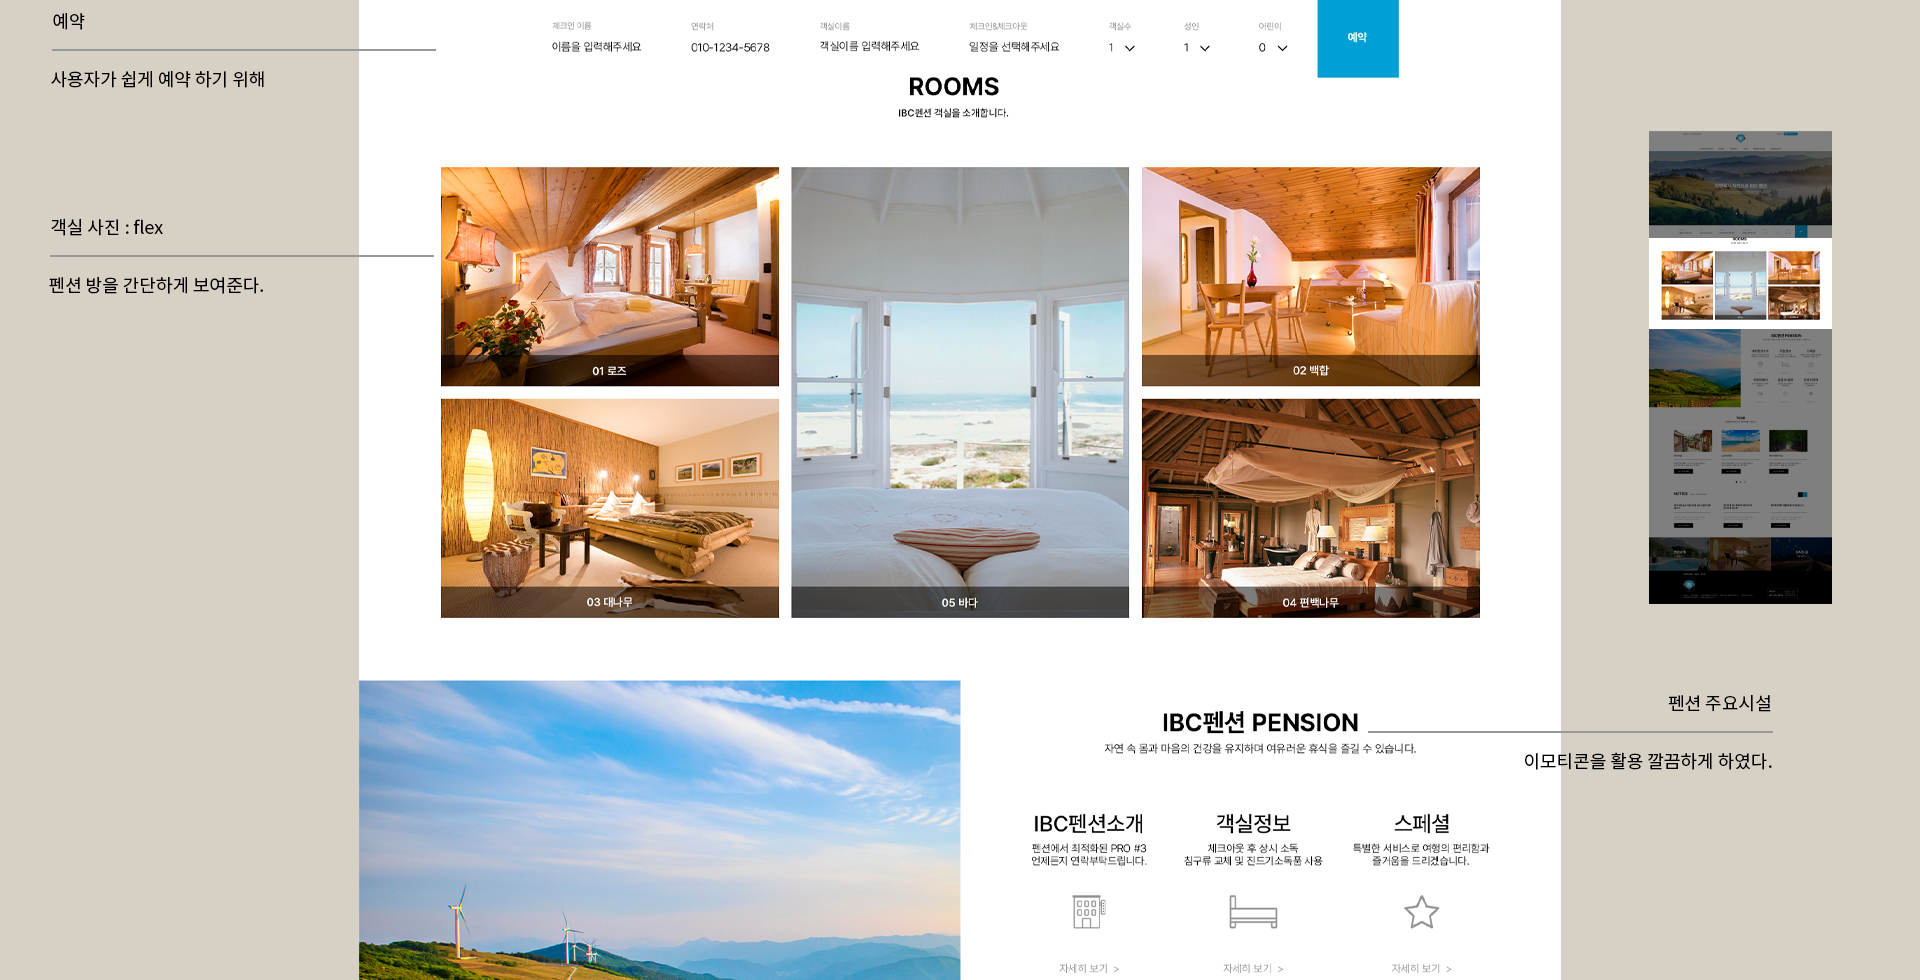 예약
사용자가 쉽게 예약 하기 위해
체크인 이름
이름을 입력해주세요
연락처
010-1234-5678
객실이름
객실이름 입력해주세요
체크인&체크아웃
일정을 선택해주세요
객실수
1
성인
1
어린이
0
예약
ROOMS
IBC펜션 객실을 소개합니다.
객실 사진 : flex
펜션 방을 간단하게 보여준다.
01 로즈
02 백합
03 대나무
05 바다
04 편백나무
펜션 주요시설
이모티콘을 활용 깔끔하게 하였다.
IBC펜션 PENSION
자연 속 몸과 마음의 건강을 유지하며 여유러운 휴식을 즐길 수 있습니다.
IBC펜션소개
펜션에서 최적화된 PRO #3
언제든지 연락부탁드립니다.
자세히 보기 >
객실정보
체크아웃 후 상시 소독
침구류 교체 및 진드기소독품 사용
자세히 보기 >
스페셜
특별한 서비스로 여행의 편리함과
즐거움을 드리겠습니다.
자세히 보기 >
ROOMS